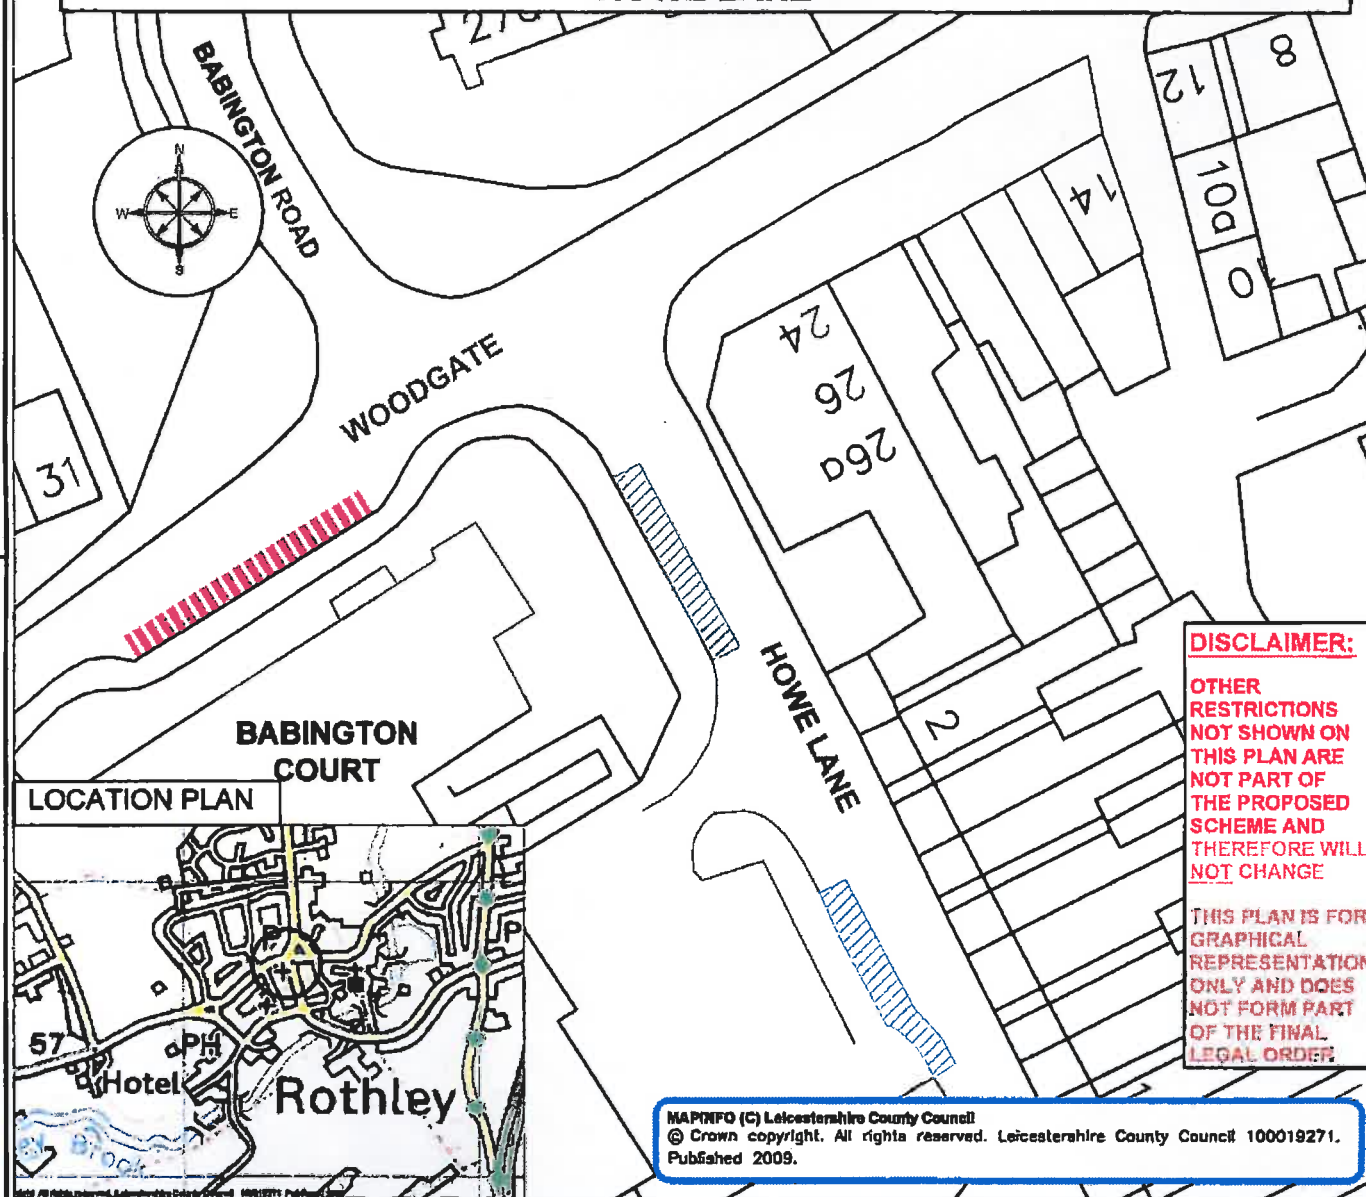 BABINGTON ROAD
N
W
E
S
WOODGATE
12
8
10a
14
24
26
26a
31
HOWE LANE
2
BABINGTON
COURT
LOCATION PLAN
DISCLAIMER:
OTHER
RESTRICTIONS
NOT SHOWN ON
THIS PLAN ARE
NOT PART OF
THE PROPOSED
SCHEME AND
THEREFORE WILL
NOT CHANGE
THIS PLAN IS FOR
GRAPHICAL
REPRESENTATION
ONLY AND DOES
NOT FORM PART
OF THE FINAL
LEGAL ORDER
P
57
PH
Hotel
Rothley
Brook
MAPINFO (C) Leicestershire County Council
© Crown copyright. All rights reserved. Leicestershire County Council 100019271.
Published 2009.